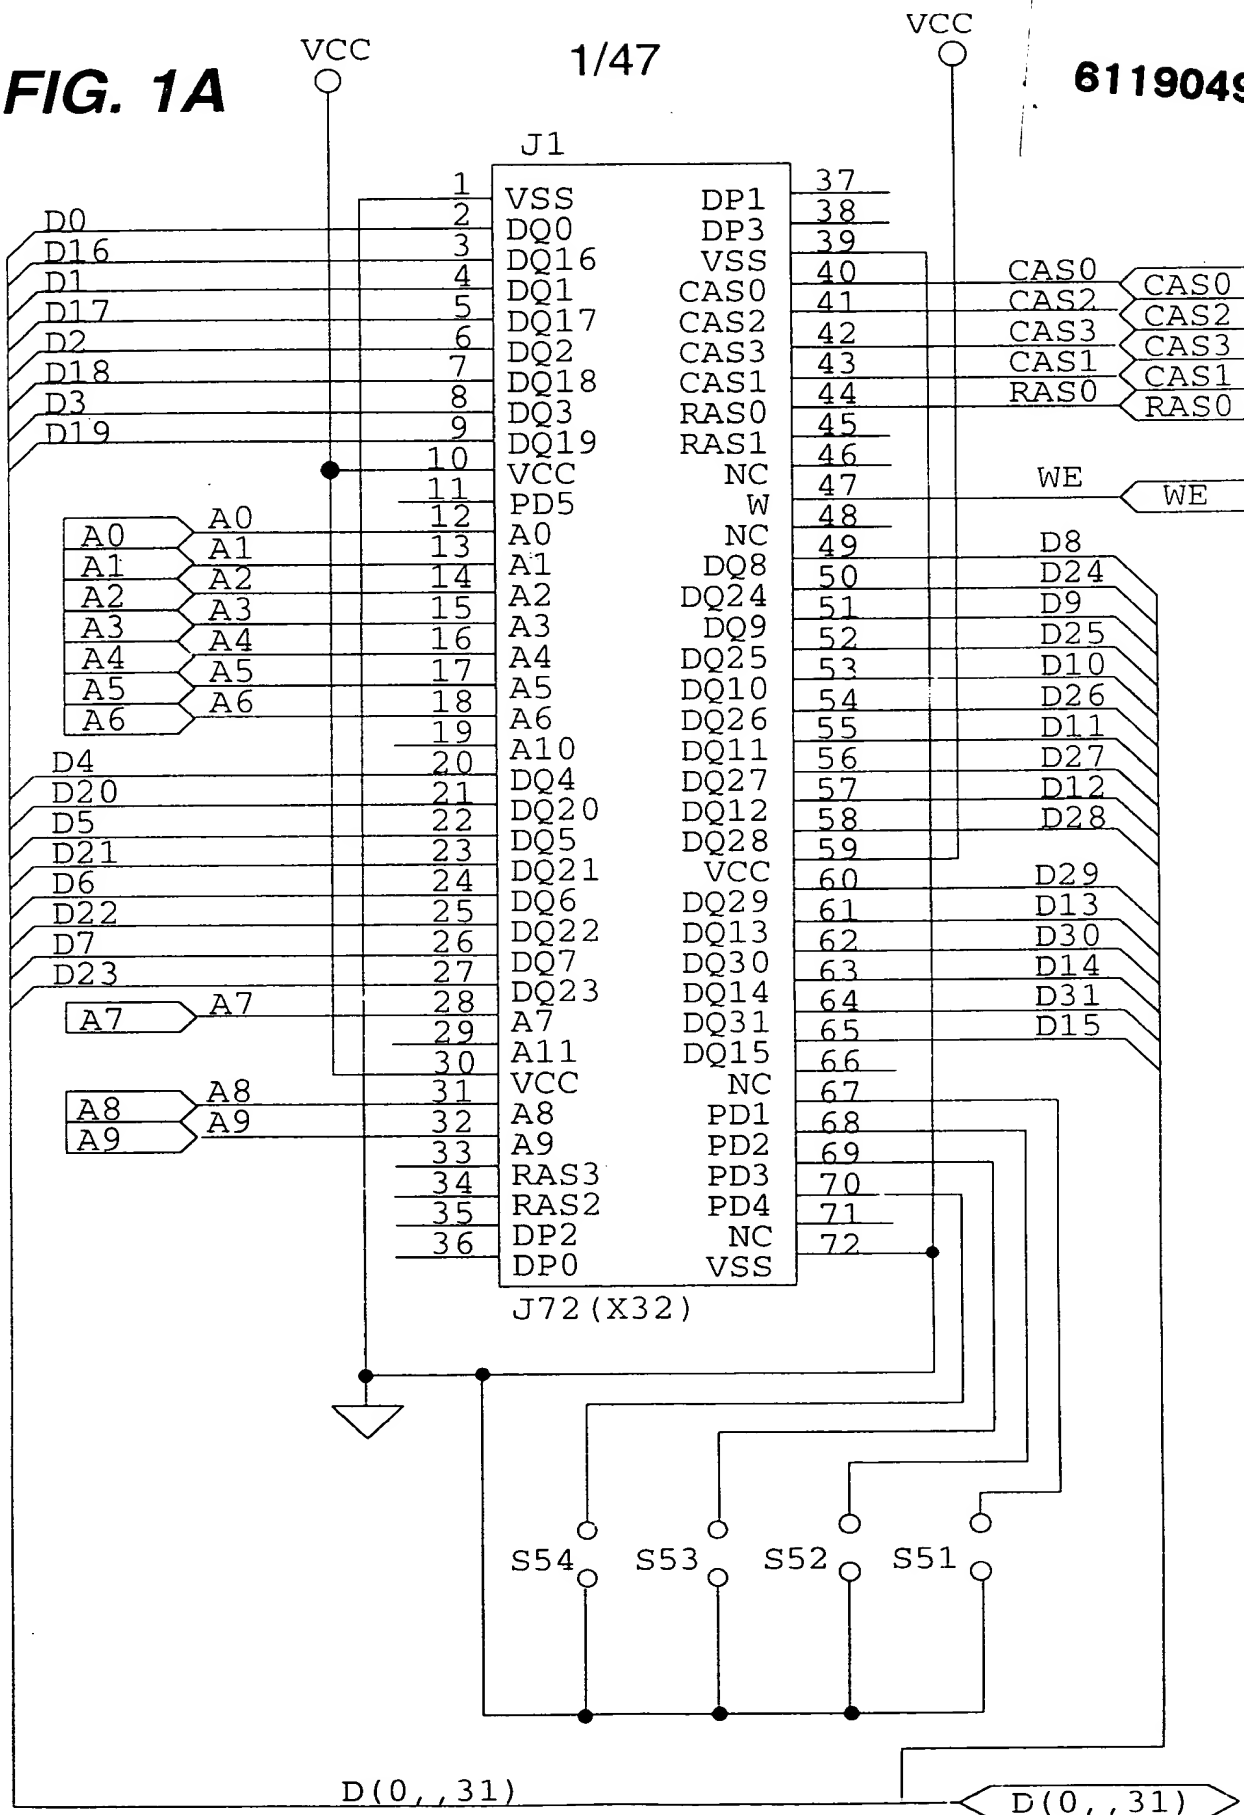 VCC
1/47
VCC
FIG. 1A
6119049
J1
1 VSS
D0 2 DQ0
D16 3 DQ16
D1 4 DQ1
D17 5 DQ17
D2 6 DQ2
D18 7 DQ18
D3 8 DQ3
D19 9 DQ19
10 VCC
11 PD5
A0 A0 12 A0
A1 A1 13 A1
A2 A2 14 A2
A3 A3 15 A3
A4 A4 16 A4
A5 A5 17 A5
A6 A6 18 A6
19 A10
D4 20 DQ4
D20 21 DQ20
D5 22 DQ5
D21 23 DQ21
D6 24 DQ6
D22 25 DQ22
D7 26 DQ7
D23 27 DQ23
A7 A7 28 A7
29 A11
30 VCC
A8 A8 31 A8
A9 A9 32 A9
33 RAS3
34 RAS2
35 DP2
36 DP0
DP1 37
DP3 38
VSS 39
CAS0 40 CAS0 CAS0
CAS2 41 CAS2 CAS2
CAS3 42 CAS3 CAS3
CAS1 43 CAS1 CAS1
RAS0 44 RAS0 RAS0
RAS1 45
NC 46
W 47 WE WE
NC 48
DQ8 49 D8
DQ24 50 D24
DQ9 51 D9
DQ25 52 D25
DQ10 53 D10
DQ26 54 D26
DQ11 55 D11
DQ27 56 D27
DQ12 57 D12
DQ28 58 D28
VCC 59
DQ29 60 D29
DQ13 61 D13
DQ30 62 D30
DQ14 63 D14
DQ31 64 D31
DQ15 65 D15
NC 66
PD1 67
PD2 68
PD3 69
PD4 70
NC 71
VSS 72
J72(X32)
S54 S53 S52 S51
D(0,,31)
D(0,,31)